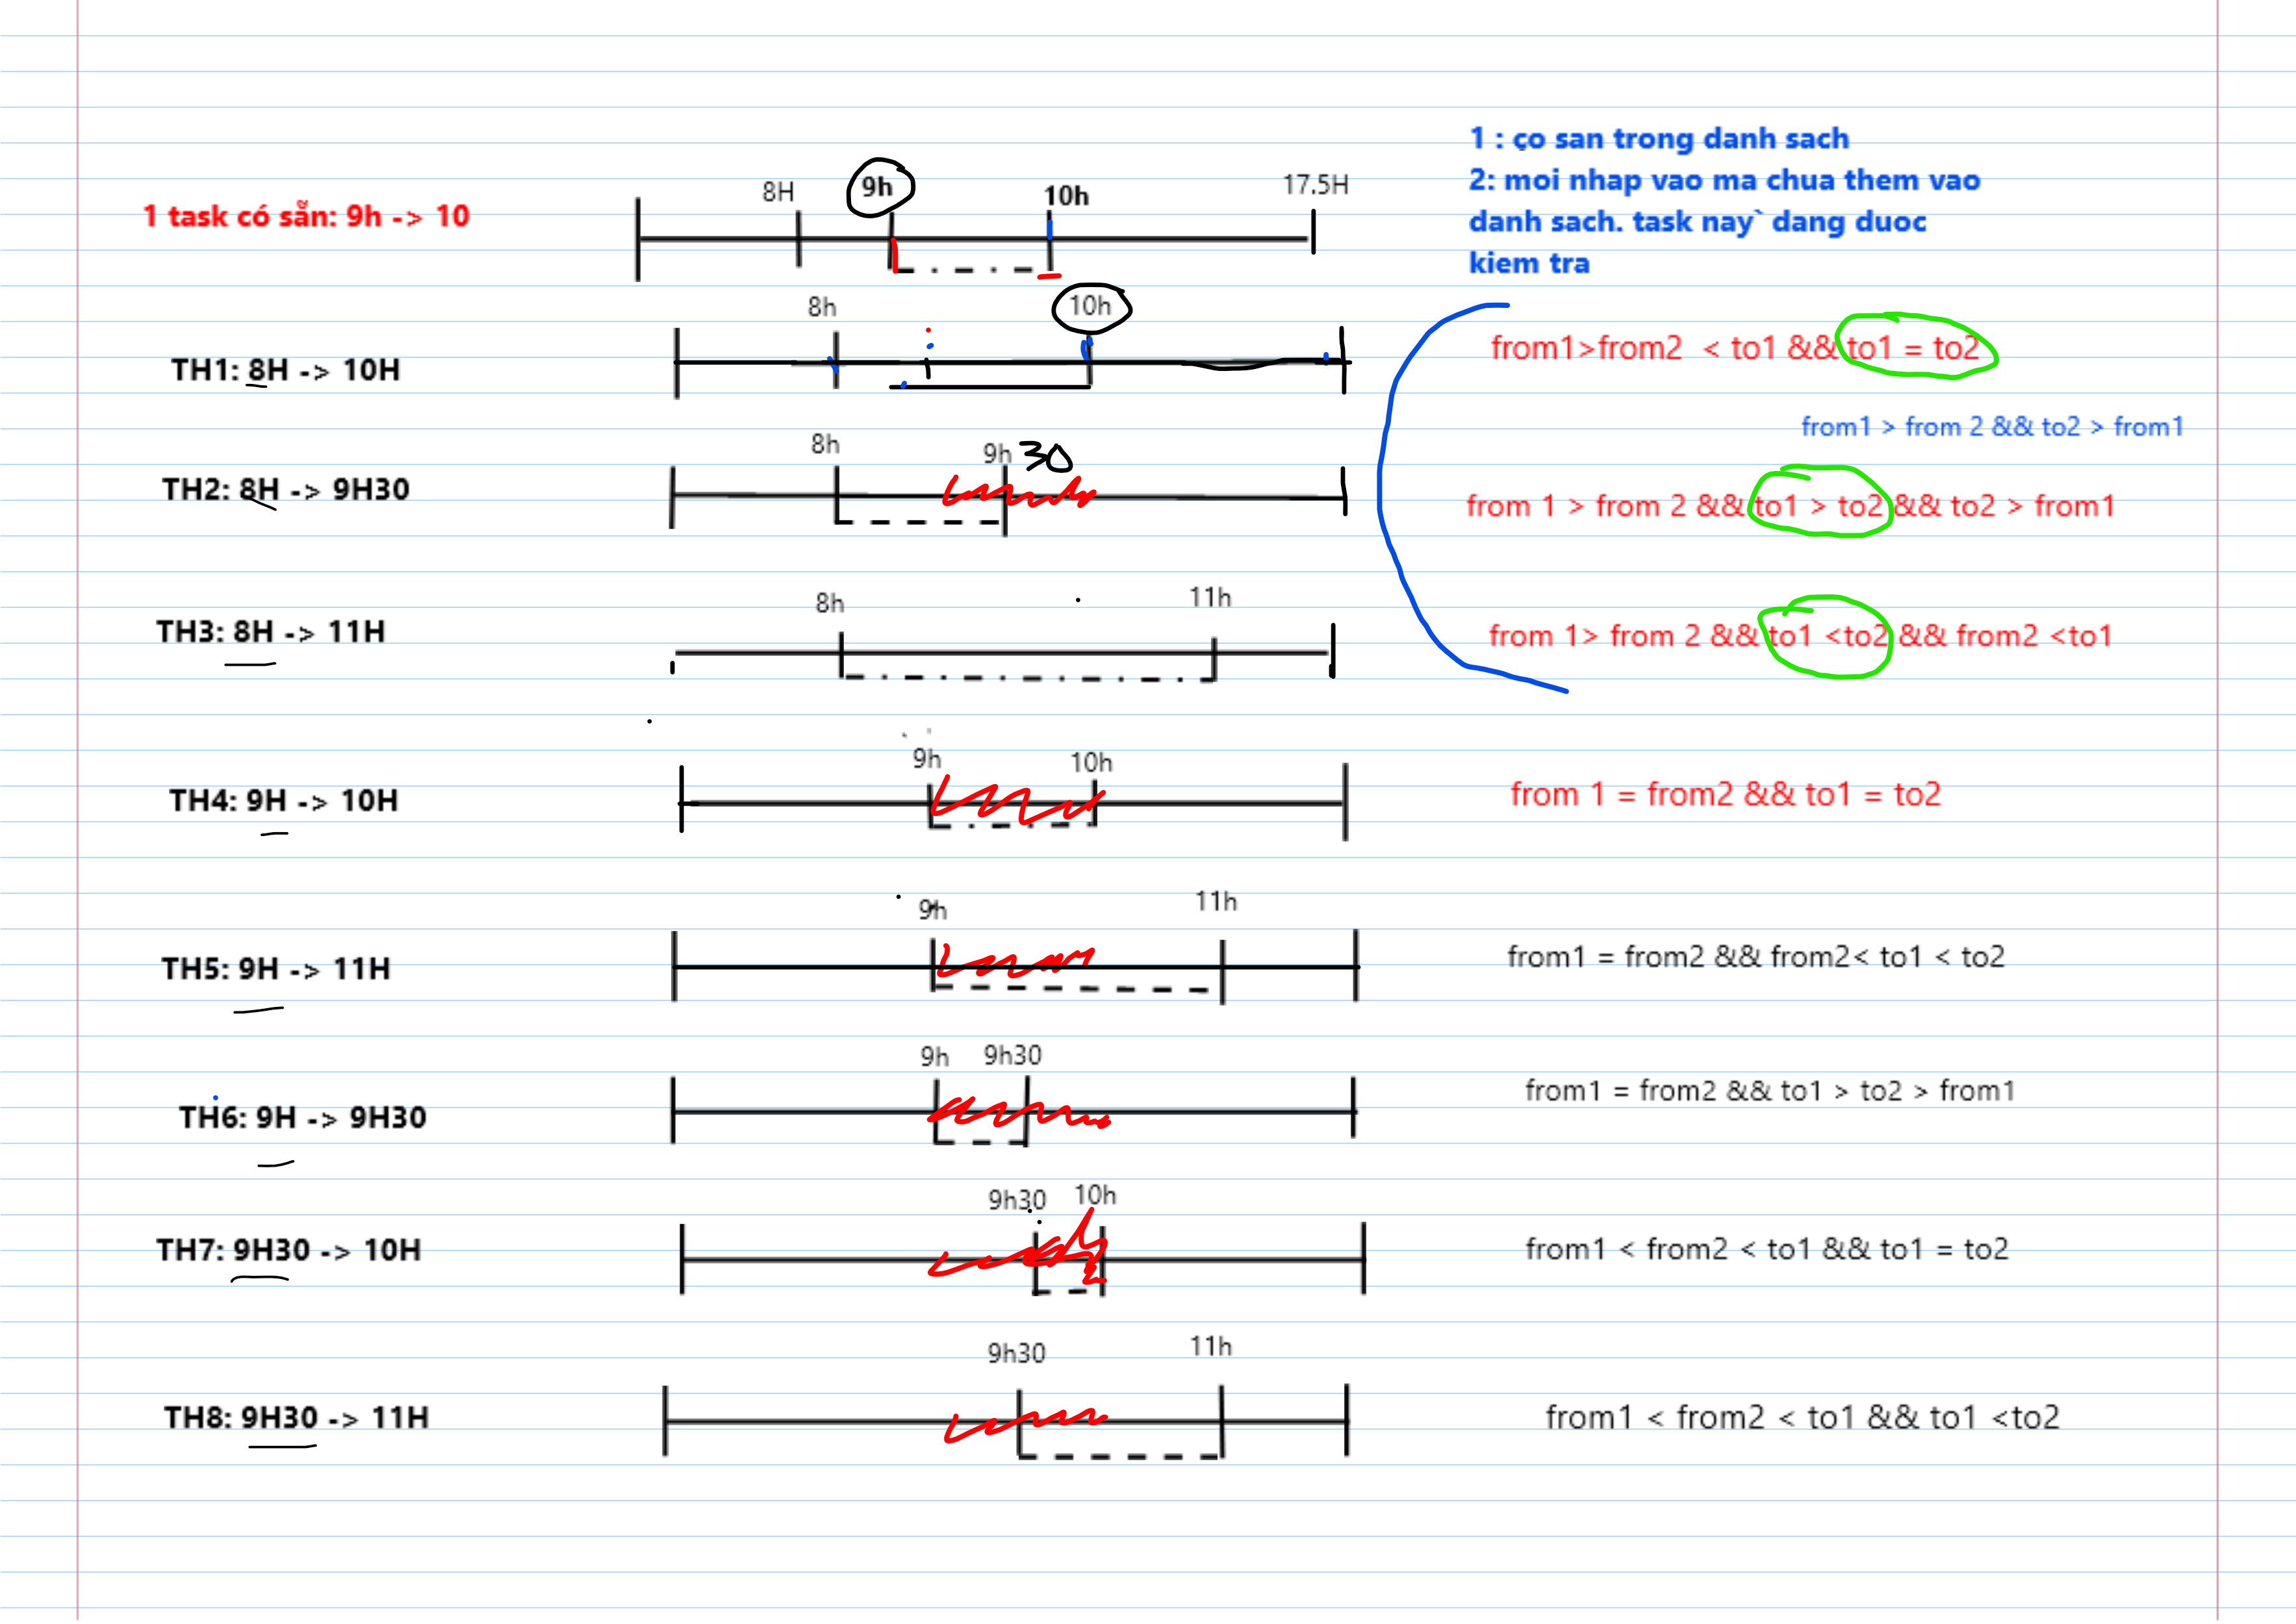 1 : co san trong danh sach
2: moi nhap vao ma chua them vao
danh sach. task nay` dang duoc
kiem tra
1 task có sẵn: 9h -> 10
8H 9h 10h 17.5H
TH1: 8H -> 10H
8h 10h
from1>from2 < to1 && to1 = to2
from1 > from 2 && to2 > from1
TH2: 8H -> 9H30
8h 9h 30
from 1 > from 2 && to1 > to2 && to2 > from1
TH3: 8H -> 11H
8h 11h
from 1> from 2 && to1 <to2 && from2 <to1
TH4: 9H -> 10H
9h 10h
from 1 = from2 && to1 = to2
TH5: 9H -> 11H
9h 11h
from1 = from2 && from2< to1 < to2
TH6: 9H -> 9H30
9h 9h30
from1 = from2 && to1 > to2 > from1
TH7: 9H30 -> 10H
9h30 10h
from1 < from2 < to1 && to1 = to2
TH8: 9H30 -> 11H
9h30 11h
from1 < from2 < to1 && to1 <to2